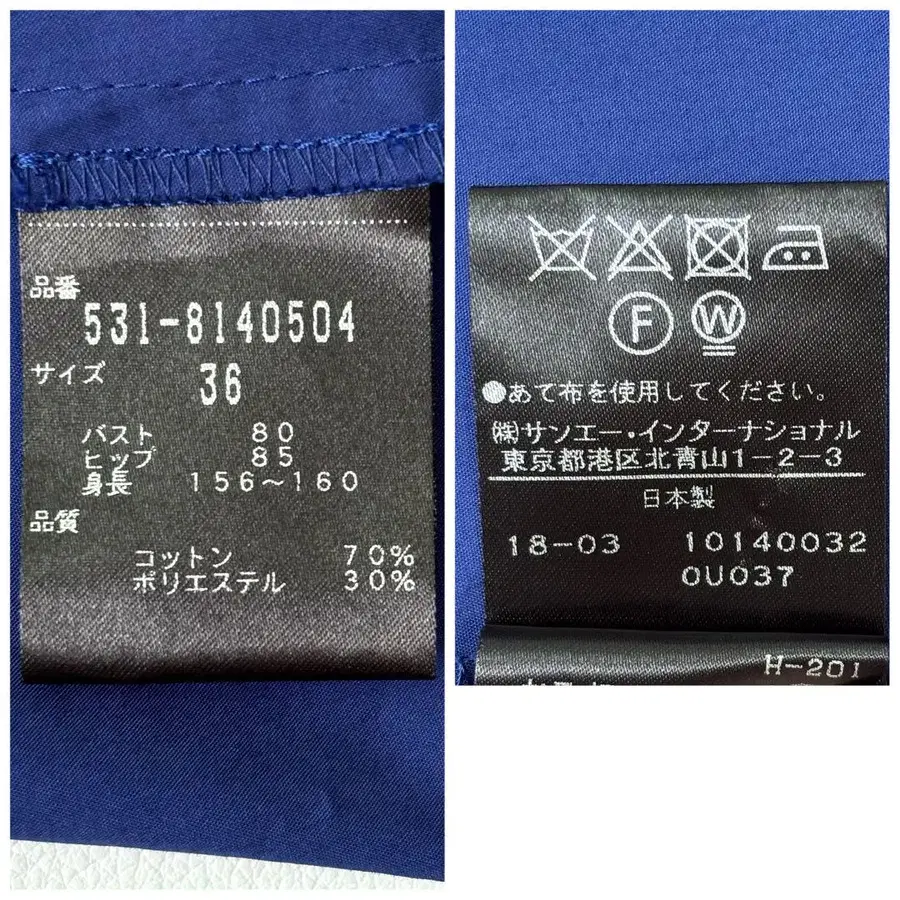 品番
531-8140504
サイズ
36
バスト 80
ヒップ 85
身長 156～160
品質
コットン 70%
ポリエステル 30%
F W
●あて布を使用してください。
㈱サンエー・インターナショナル
東京都港区北青山1-2-3
日本製
18-03 10140032
0U037
H-201